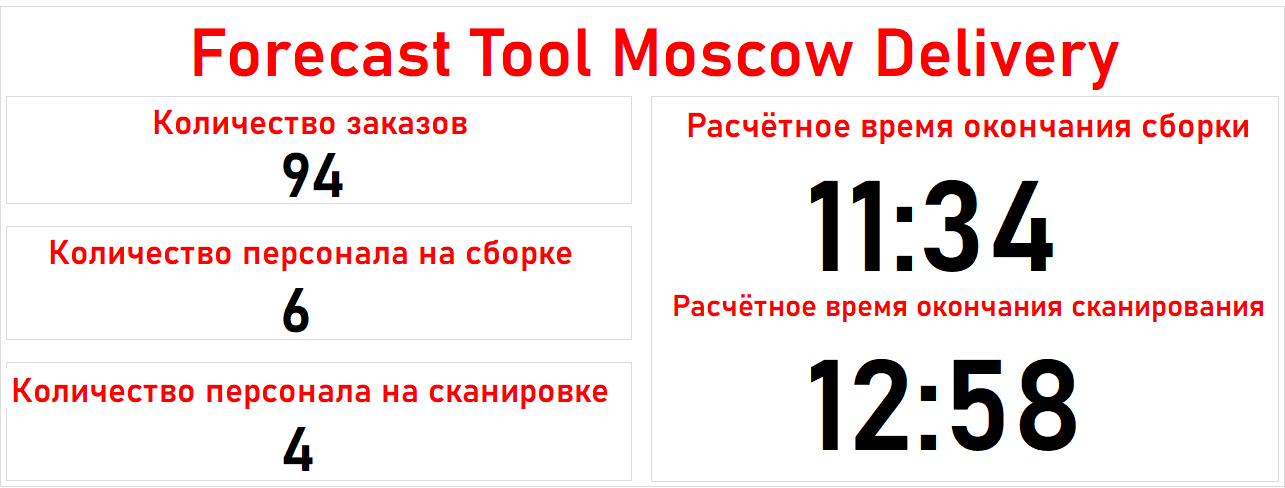 Forecast Tool Moscow Delivery
Количество заказов
94
Количество персонала на сборке
6
Количество персонала на сканировке
4
Расчётное время окончания сборки
11:34
Расчётное время окончания сканирования
12:58